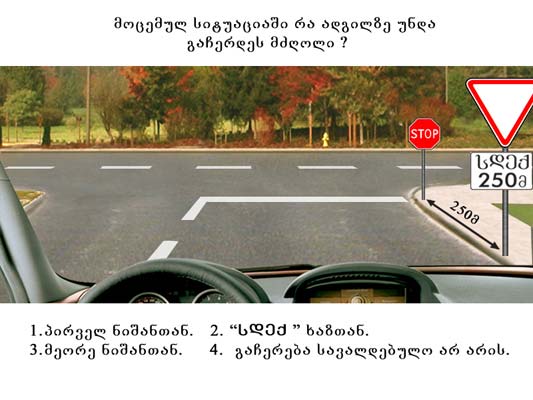 მოცემულ სიტუაციაში რა ადგილზე უნდა
გაჩერდეს მძღოლი ?
STOP
სდექ
250მ
250მ
1.პირველ ნიშანთან. 2. “სდექ ” ხაზთან.
3.მეორე ნიშანთან. 4. გაჩერება სავალდებულო არ არის.